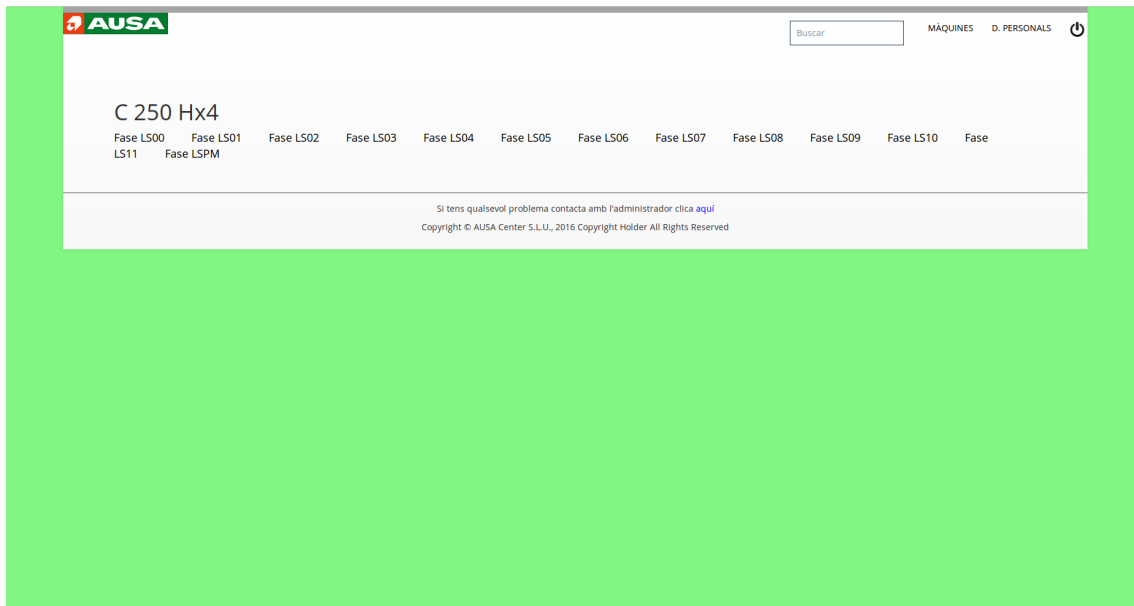 AUSA
Buscar
MÀQUINES D. PERSONALS
C 250 Hx4
Fase LS00 Fase LS01 Fase LS02 Fase LS03 Fase LS04 Fase LS05 Fase LS06 Fase LS07 Fase LS08 Fase LS09 Fase LS10 Fase
LS11 Fase LSPM
Si tens qualsevol problema contacta amb l'administrador clica aquí
Copyright © AUSA Center S.L.U., 2016 Copyright Holder All Rights Reserved